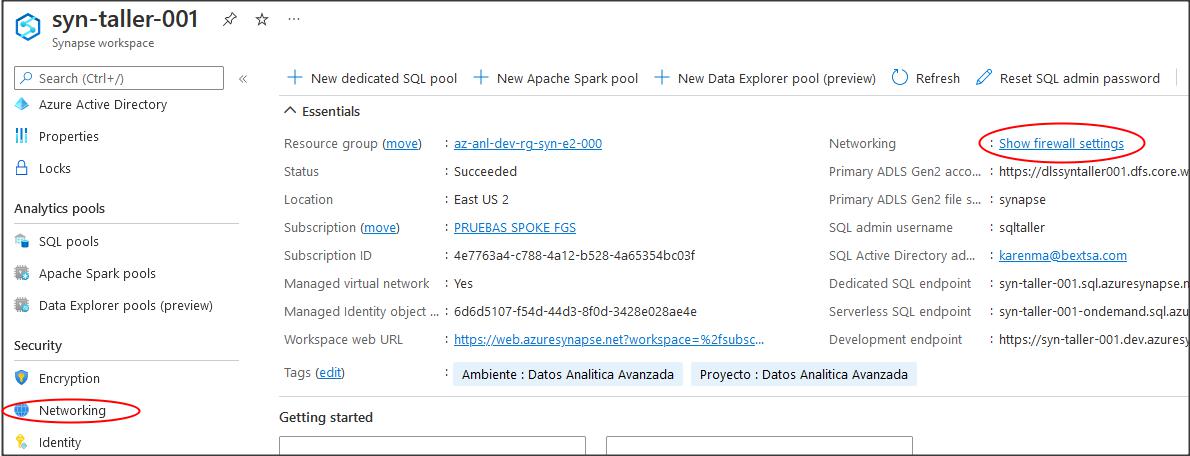 syn-taller-001
Synapse workspace
Search (Ctrl+/)
«
Azure Active Directory
Properties
Locks
Analytics pools
SQL pools
Apache Spark pools
Data Explorer pools (preview)
Security
Encryption
Networking
Identity
New dedicated SQL pool New Apache Spark pool New Data Explorer pool (preview) Refresh Reset SQL admin password
Essentials
Resource group (move) : az-anl-dev-rg-syn-e2-000
Status : Succeeded
Location : East US 2
Subscription (move) : PRUEBAS SPOKE FGS
Subscription ID : 4e7763a4-c788-4a12-b528-4a65354bc03f
Managed virtual network : Yes
Managed Identity object ... : 6d6d5107-f54d-44d3-8f0d-3428e028ae4e
Workspace web URL : https://web.azuresynapse.net?workspace=%2fsubsc...
Networking : Show firewall settings
Primary ADLS Gen2 acco... : https://dlssyntaller001.dfs.core.w
Primary ADLS Gen2 file s... : synapse
SQL admin username : sqltaller
SQL Active Directory ad... : karenma@bextsa.com
Dedicated SQL endpoint : syn-taller-001.sql.azuresynapse.n
Serverless SQL endpoint : syn-taller-001-ondemand.sql.azu
Development endpoint : https://syn-taller-001.dev.azuresy
Tags (edit) : Ambiente : Datos Analitica Avanzada Proyecto : Datos Analitica Avanzada
Getting started